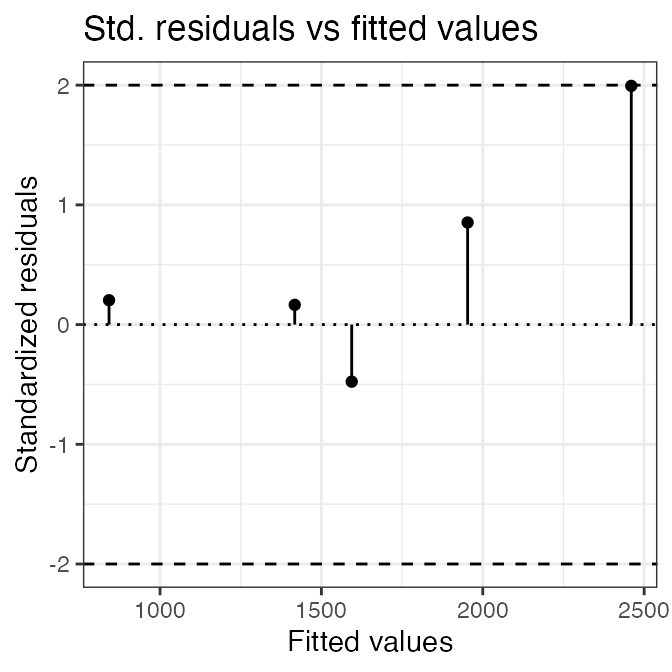 Std. residuals vs fitted values
Standardized residuals
2
1
0
-1
-2
1000 1500 2000 2500
Fitted values